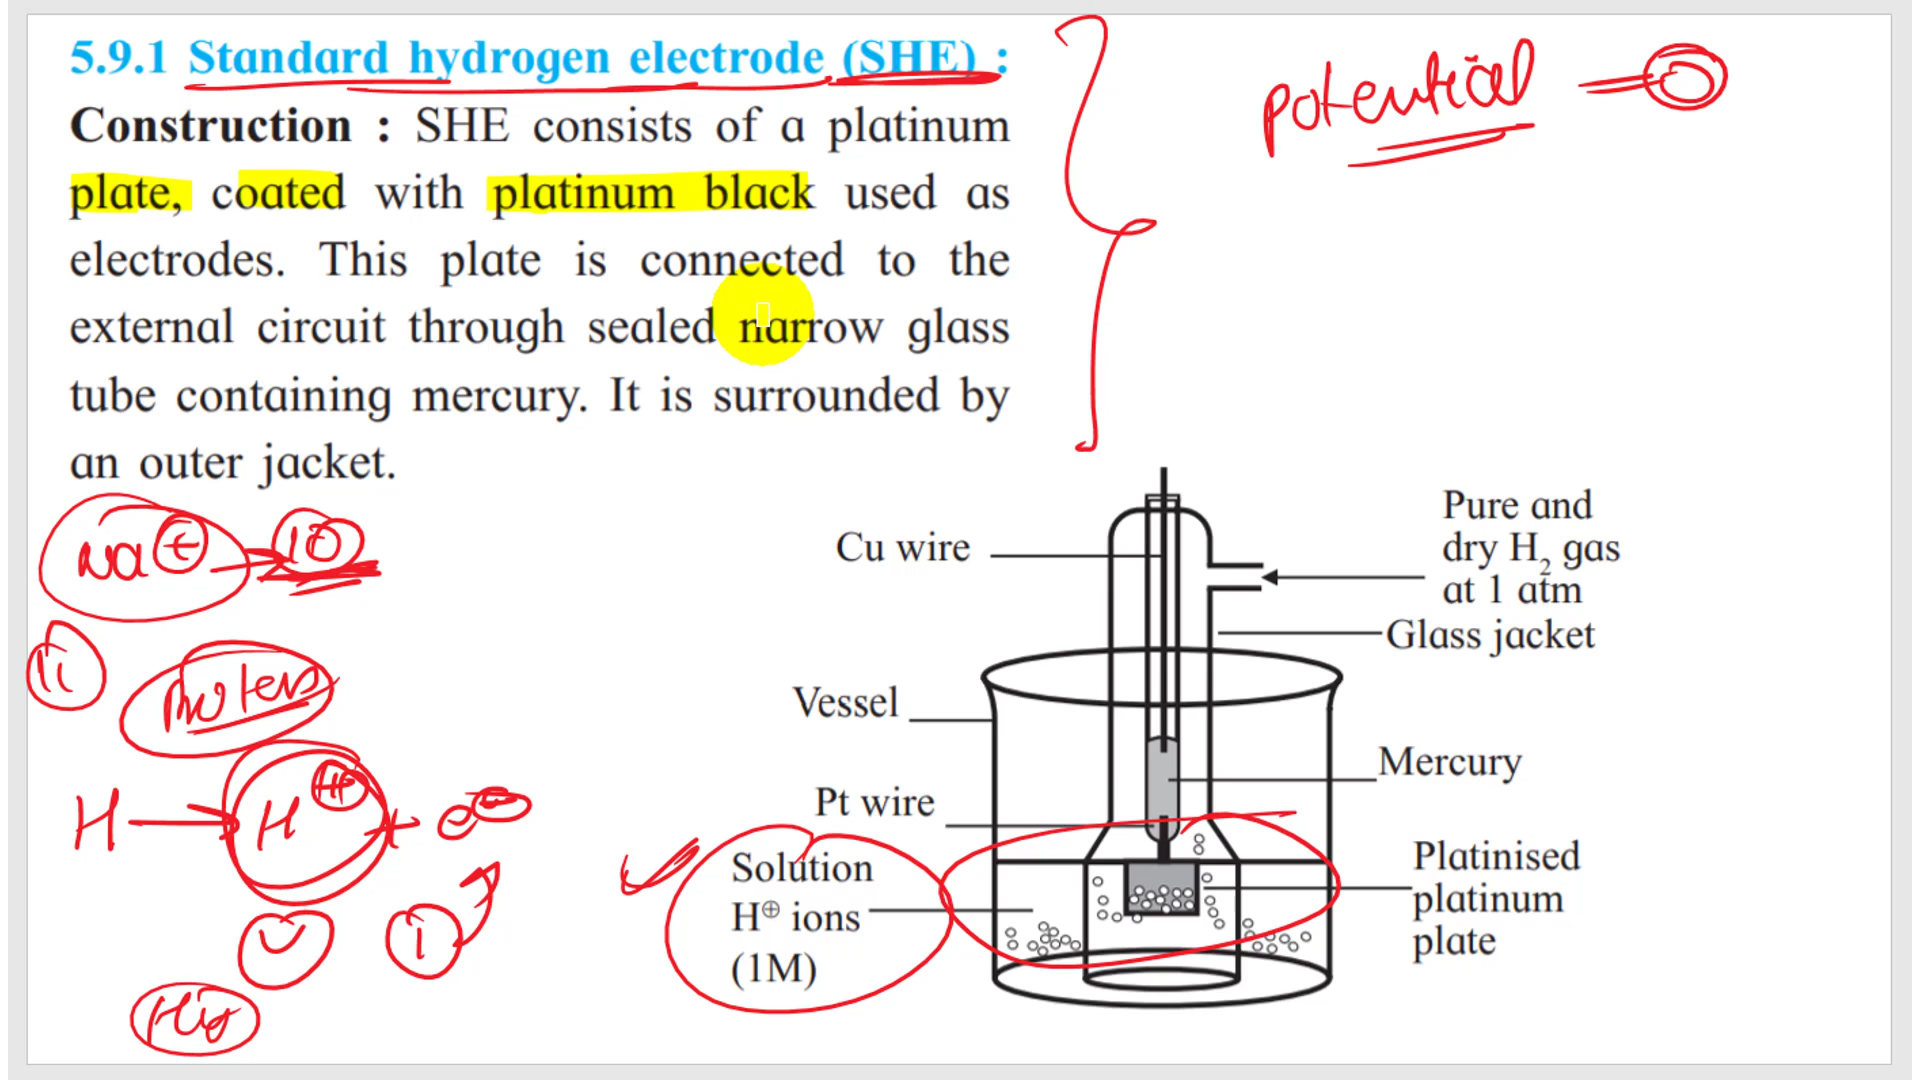 5.9.1 Standard hydrogen electrode (SHE) :
Construction : SHE consists of a platinum
plate, coated with platinum black used as
electrodes. This plate is connected to the
external circuit through sealed narrow glass
tube containing mercury. It is surrounded by
an outer jacket.
potential = 0
Na+ → 10
H → H + e⊖
1
Cu wire
Pure and
dry H₂ gas
at 1 atm
Glass jacket
Vessel
Mercury
Pt wire
Solution
H⊕ ions
(1M)
Platinised
platinum
plate